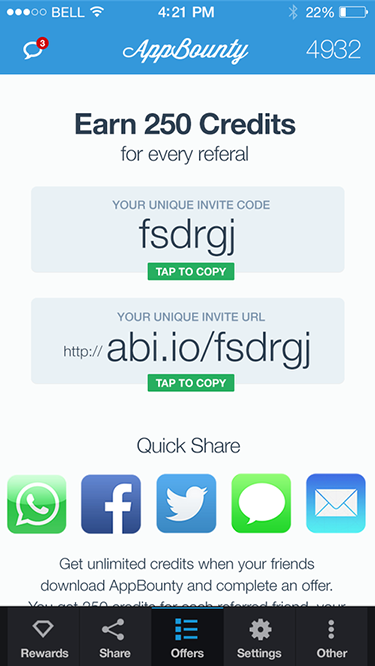 BELL 4:21 PM 22%
3 AppBounty 4932
Earn 250 Credits
for every referal
YOUR UNIQUE INVITE CODE
fsdrgj
TAP TO COPY
YOUR UNIQUE INVITE URL
http:// abi.io/fsdrgj
TAP TO COPY
Quick Share
Get unlimited credits when your friends
download AppBounty and complete an offer.
You get 250 credits for each referred friend, your
Rewards Share Offers Settings Other